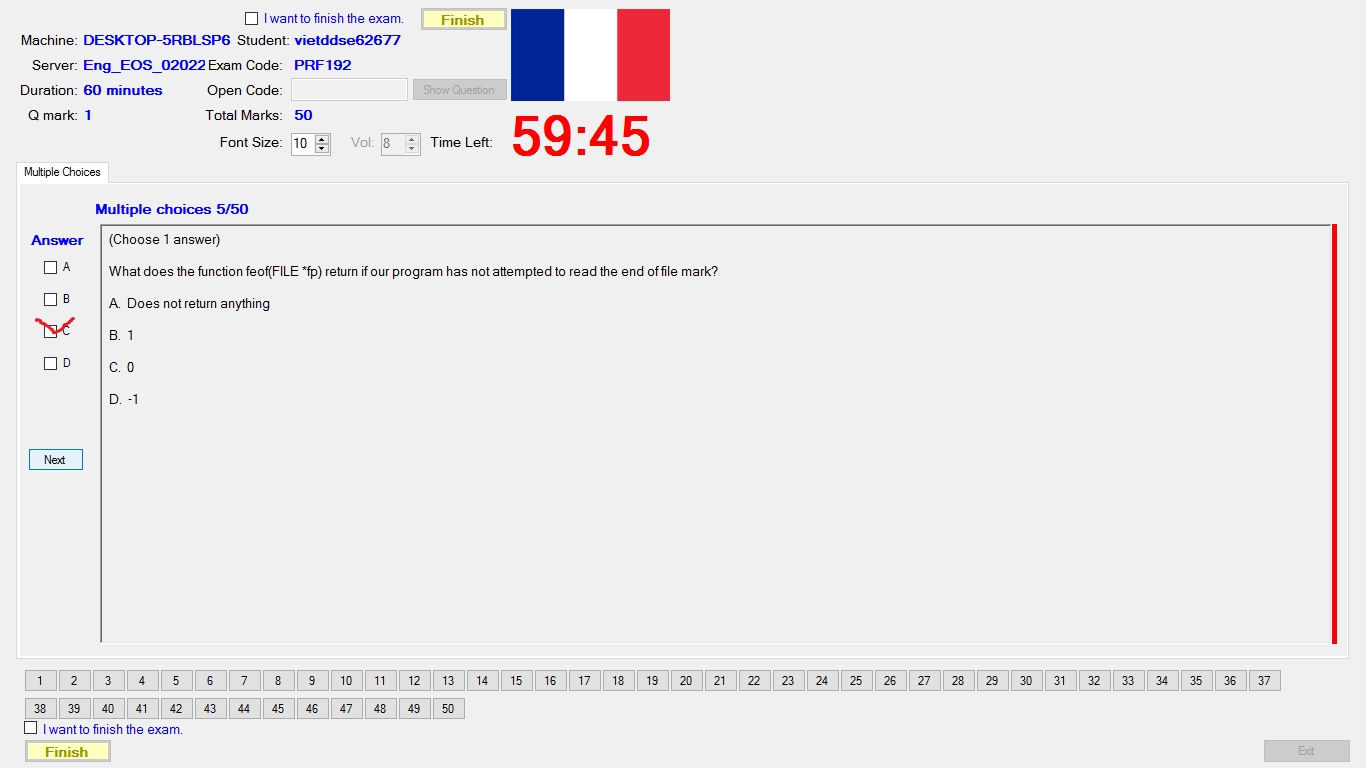 I want to finish the exam. Finish
Machine: DESKTOP-5RBLSP6 Student: vietddse62677
Server: Eng_EOS_02022 Exam Code: PRF192
Duration: 60 minutes Open Code: Show Question
Q mark: 1 Total Marks: 50
Font Size: 10 Vol: 8 Time Left: 59:45
Multiple Choices
Multiple choices 5/50
Answer
(Choose 1 answer)
A
What does the function feof(FILE *fp) return if our program has not attempted to read the end of file mark?
B
A. Does not return anything
C
B. 1
D
C. 0
D. -1
Next
1 2 3 4 5 6 7 8 9 10 11 12 13 14 15 16 17 18 19 20 21 22 23 24 25 26 27 28 29 30 31 32 33 34 35 36 37
38 39 40 41 42 43 44 45 46 47 48 49 50
I want to finish the exam.
Finish Exit